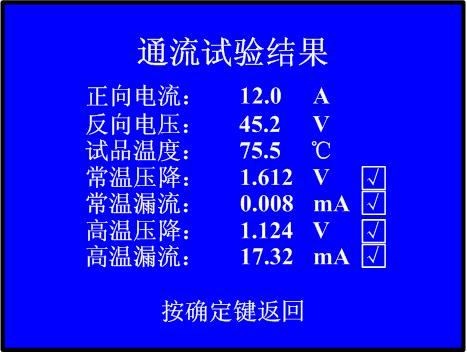 通流试验结果
正向电流： 12.0 A
反向电压： 45.2 V
试品温度： 75.5 ℃
常温压降： 1.612 V √
常温漏流： 0.008 mA √
高温压降： 1.124 V √
高温漏流： 17.32 mA √
按确定键返回